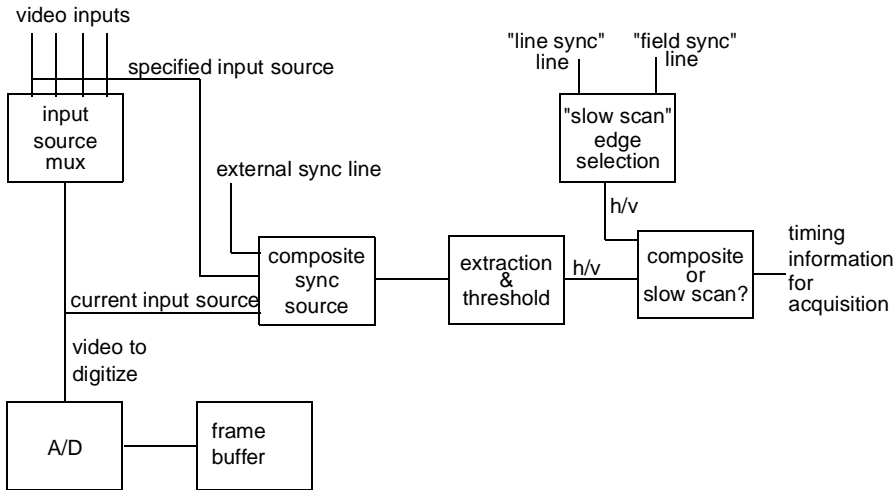 video inputs
"line sync"
line
"field sync"
line
specified input source
input
source
mux
"slow scan"
edge
selection
external sync line
h/v
composite
sync
source
extraction
&
threshold
h/v
composite
or
slow scan?
timing
information
for
acquisition
current input source
video to
digitize
A/D
frame
buffer